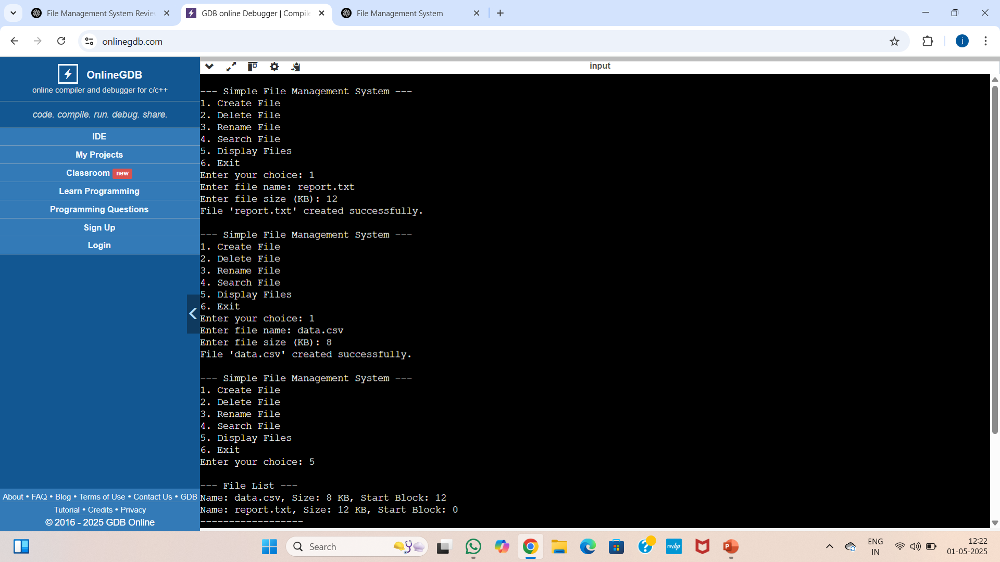 File Management System Revie
GDB online Debugger | Compile
File Management System
onlinegdb.com
j
OnlineGDB
online compiler and debugger for c/c++
code. compile. run. debug. share.
IDE
My Projects
Classroom new
Learn Programming
Programming Questions
Sign Up
Login
About • FAQ • Blog • Terms of Use • Contact Us • GDB
Tutorial • Credits • Privacy
© 2016 - 2025 GDB Online
input
--- Simple File Management System ---
1. Create File
2. Delete File
3. Rename File
4. Search File
5. Display Files
6. Exit
Enter your choice: 1
Enter file name: report.txt
Enter file size (KB): 12
File 'report.txt' created successfully.
--- Simple File Management System ---
1. Create File
2. Delete File
3. Rename File
4. Search File
5. Display Files
6. Exit
Enter your choice: 1
Enter file name: data.csv
Enter file size (KB): 8
File 'data.csv' created successfully.
--- Simple File Management System ---
1. Create File
2. Delete File
3. Rename File
4. Search File
5. Display Files
6. Exit
Enter your choice: 5
--- File List ---
Name: data.csv, Size: 8 KB, Start Block: 12
Name: report.txt, Size: 12 KB, Start Block: 0
------------------
Search
myhp
P
ENG
IN
12:22
01-05-2025